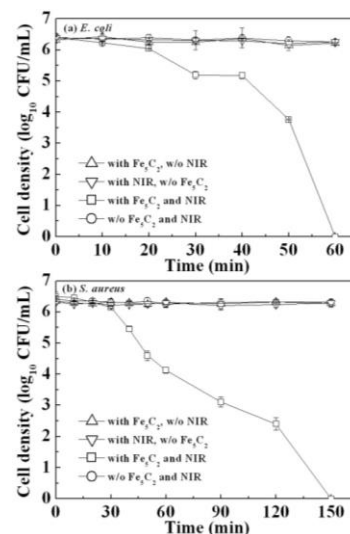 (a) E. coli
Cell density (log₁₀ CFU/mL)
7
6
5
4
3
2
1
0
with Fe₅C₂, w/o NIR
with NIR, w/o Fe₅C₂
with Fe₅C₂ and NIR
w/o Fe₅C₂ and NIR
0 10 20 30 40 50 60
Time (min)
(b) S. aureus
Cell density (log₁₀ CFU/mL)
7
6
5
4
3
2
1
0
with Fe₅C₂, w/o NIR
with NIR, w/o Fe₅C₂
with Fe₅C₂ and NIR
w/o Fe₅C₂ and NIR
0 30 60 90 120 150
Time (min)